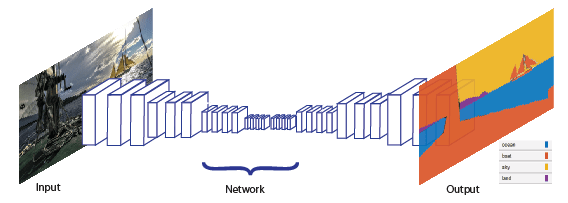 ocean
boat
sky
land
Input
Network
Output